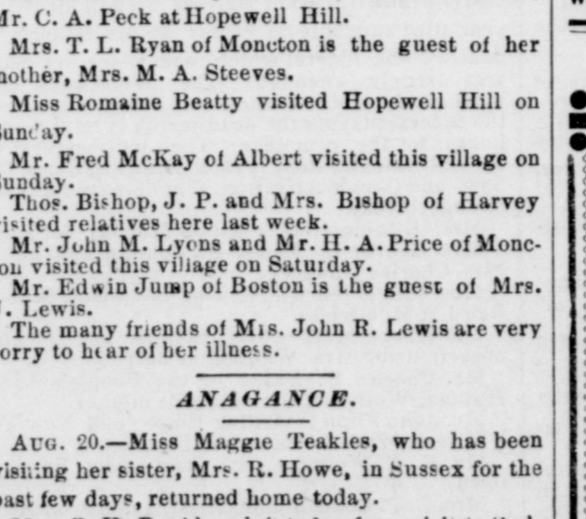 Mr. C. A. Peck at Hopewell Hill.
Mrs. T. L. Ryan of Moncton is the guest of her
mother, Mrs. M. A. Steeves.
Miss Romaine Beatty visited Hopewell Hill on
Sunday.
Mr. Fred McKay of Albert visited this village on
Sunday.
Thos. Bishop, J. P. and Mrs. Bishop of Harvey
visited relatives here last week.
Mr. John M. Lyons and Mr. H. A. Price of Monc-
ton visited this village on Saturday.
Mr. Edwin Jump of Boston is the guest of Mrs.
. Lewis.
The many friends of Mrs. John R. Lewis are very
sorry to hear of her illness.
ANAGANCE.
AUG. 20.—Miss Maggie Teakles, who has been
visiting her sister, Mrs. R. Howe, in Sussex for the
past few days, returned home today.